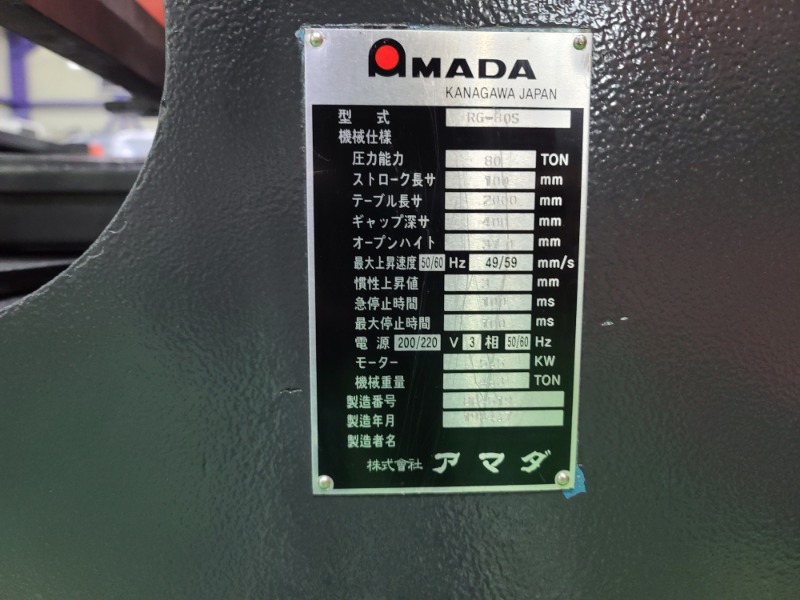 AMADA
KANAGAWA JAPAN
型式 RG-80S
機械仕様
圧力能力 80 TON
ストローク長サ 100 mm
テーブル長サ 2000 mm
ギャップ深サ 400 mm
オープンハイト mm
最大上昇速度 50/60 Hz 49/59 mm/s
慣性上昇値 mm
急停止時間 ms
最大停止時間 ms
電源 200/220 V 3 相 50/60 Hz
モーター KW
機械重量 TON
製造番号
製造年月
製造者名
株式會社 アマダ